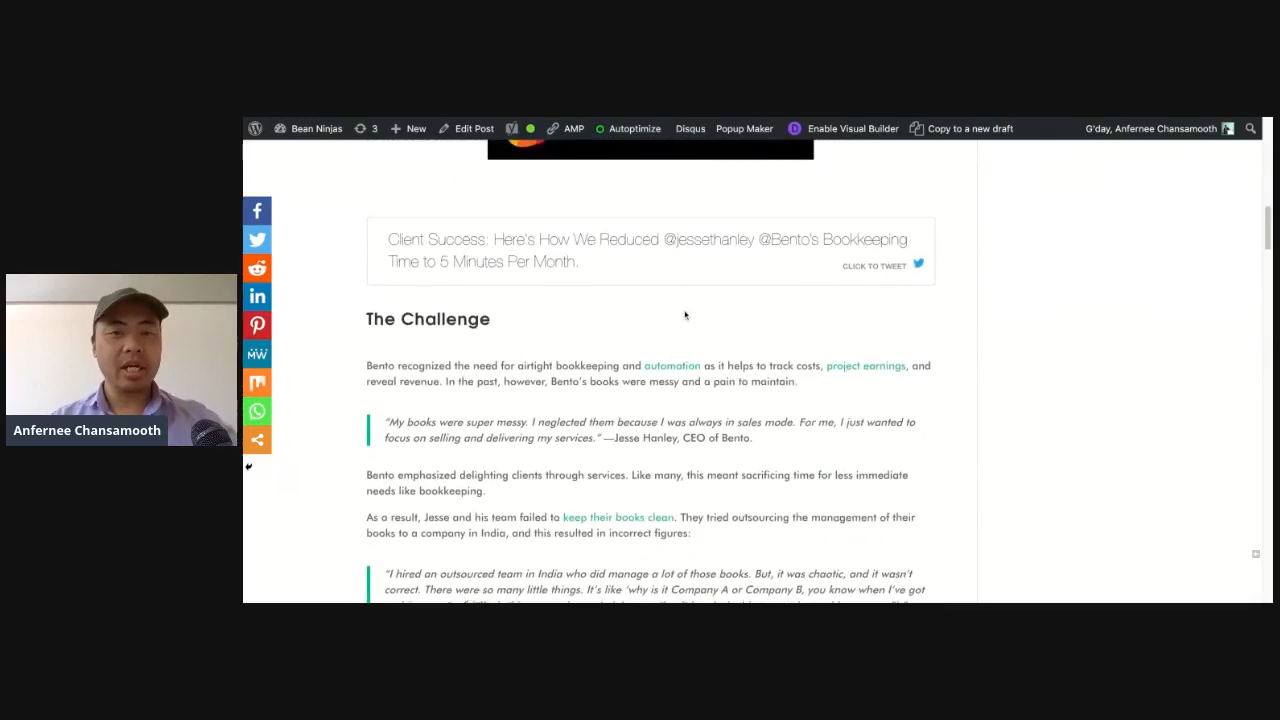 Bean Ninjas 3 New Edit Post AMP Autoptimize Disqus Popup Maker Enable Visual Builder Copy to a new draft G'day, Anfernee Chansamooth
Client Success: Here's How We Reduced @jessethanley @Bento's Bookkeeping
Time to 5 Minutes Per Month.
CLICK TO TWEET
The Challenge
Bento recognized the need for airtight bookkeeping and automation as it helps to track costs, project earnings, and
reveal revenue. In the past, however, Bento's books were messy and a pain to maintain.
"My books were super messy. I neglected them because I was always in sales mode. For me, I just wanted to
focus on selling and delivering my services." —Jesse Hanley, CEO of Bento.
Bento emphasized delighting clients through services. Like many, this meant sacrificing time for less immediate
needs like bookkeeping.
As a result, Jesse and his team failed to keep their books clean. They tried outsourcing the management of their
books to a company in India, and this resulted in incorrect figures:
"I hired an outsourced team in India who did manage a lot of those books. But, it was chaotic, and it wasn't
correct. There were so many little things. It's like 'why is it Company A or Company B, you know when I've got
MW
Anfernee Chansamooth